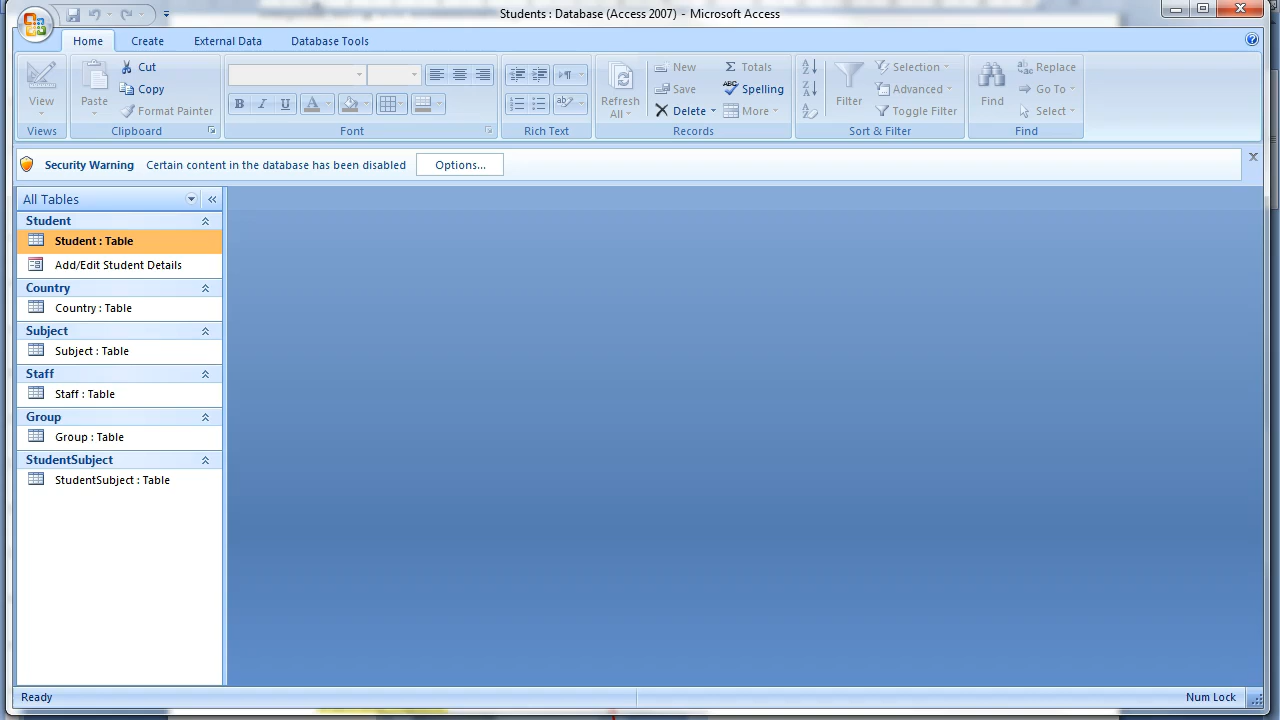 Students : Database (Access 2007) - Microsoft Access
Home Create External Data Database Tools
View
Views
Paste
Cut
Copy
Format Painter
Clipboard
B I U A
Font
Rich Text
Refresh All
New
Save
Delete
Totals
Spelling
More
Records
Filter
Selection
Advanced
Toggle Filter
Sort & Filter
Find
Replace
Go To
Select
Find
Security Warning Certain content in the database has been disabled Options...
All Tables
Student
Student : Table
Add/Edit Student Details
Country
Country : Table
Subject
Subject : Table
Staff
Staff : Table
Group
Group : Table
StudentSubject
StudentSubject : Table
Ready Num Lock